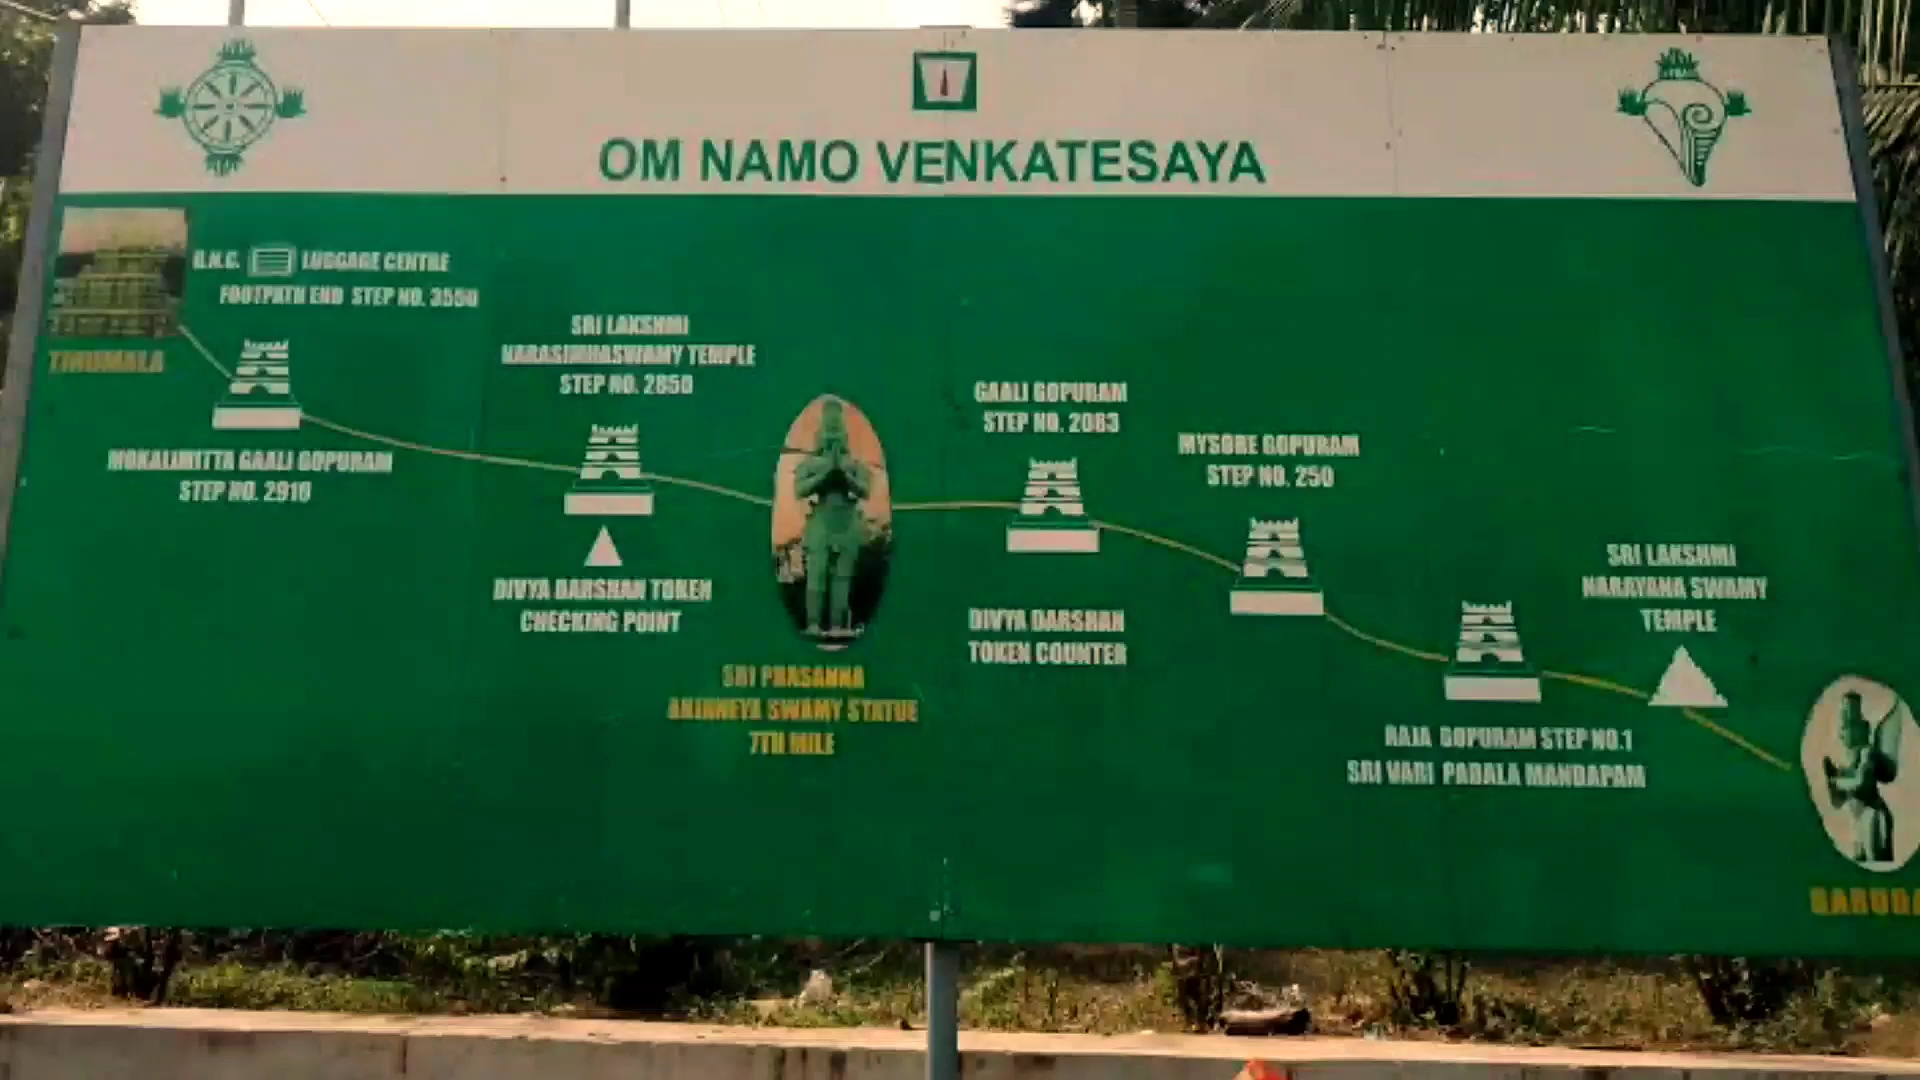 OM NAMO VENKATESAYA
G.N.C. LUGGAGE CENTRE
FOOTPATH END STEP NO. 3550
TIRUMALA
MOKALIMITTA GAALI GOPURAM
STEP NO. 2910
SRI LAKSHMI
NARASIMHASWAMY TEMPLE
STEP NO. 2850
DIVYA DARSHAN TOKEN
CHECKING POINT
SRI PRASANNA
ANJANEYA SWAMY STATUE
7TH MILE
GAALI GOPURAM
STEP NO. 2083
DIVYA DARSHAN
TOKEN COUNTER
MYSORE GOPURAM
STEP NO. 250
RAJA GOPURAM STEP NO.1
SRI VARI PADALA MANDAPAM
SRI LAKSHMI
NARAYANA SWAMY
TEMPLE
GARUDA